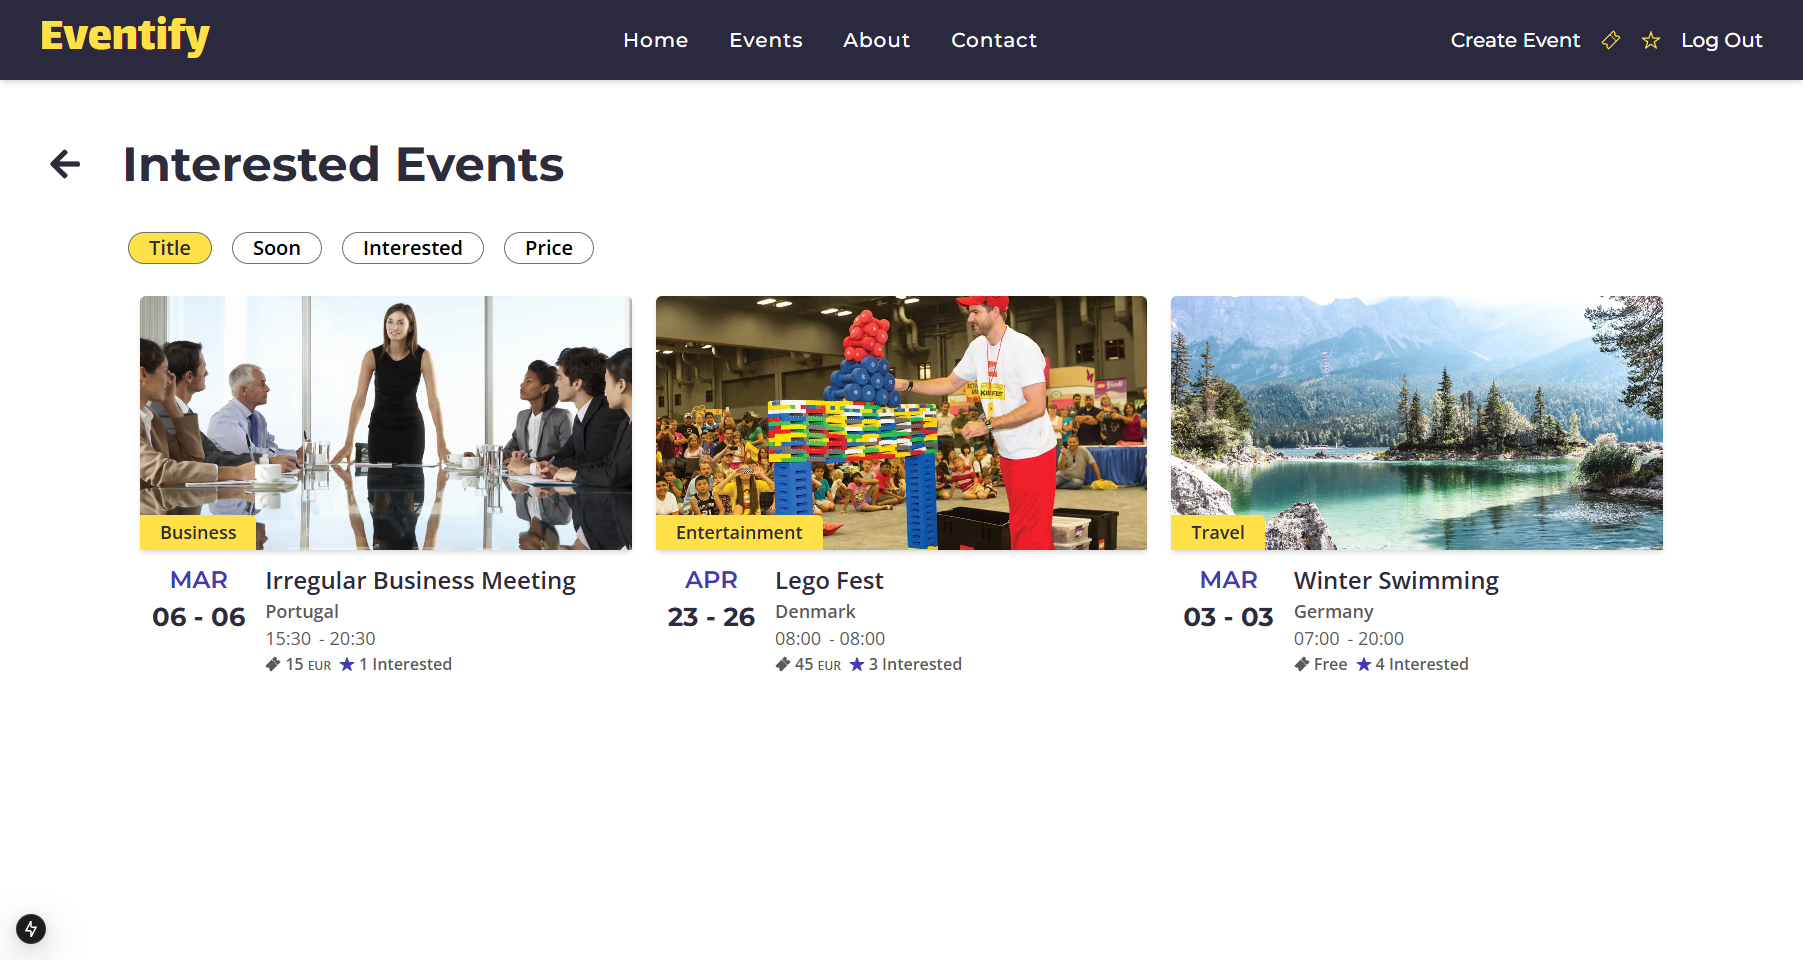 Eventify
Home Events About Contact
Create Event Log Out
Interested Events
Title Soon Interested Price
Business
MAR
06 - 06
Irregular Business Meeting
Portugal
15:30 - 20:30
15 EUR 1 Interested
Entertainment
APR
23 - 26
Lego Fest
Denmark
08:00 - 08:00
45 EUR 3 Interested
Travel
MAR
03 - 03
Winter Swimming
Germany
07:00 - 20:00
Free 4 Interested